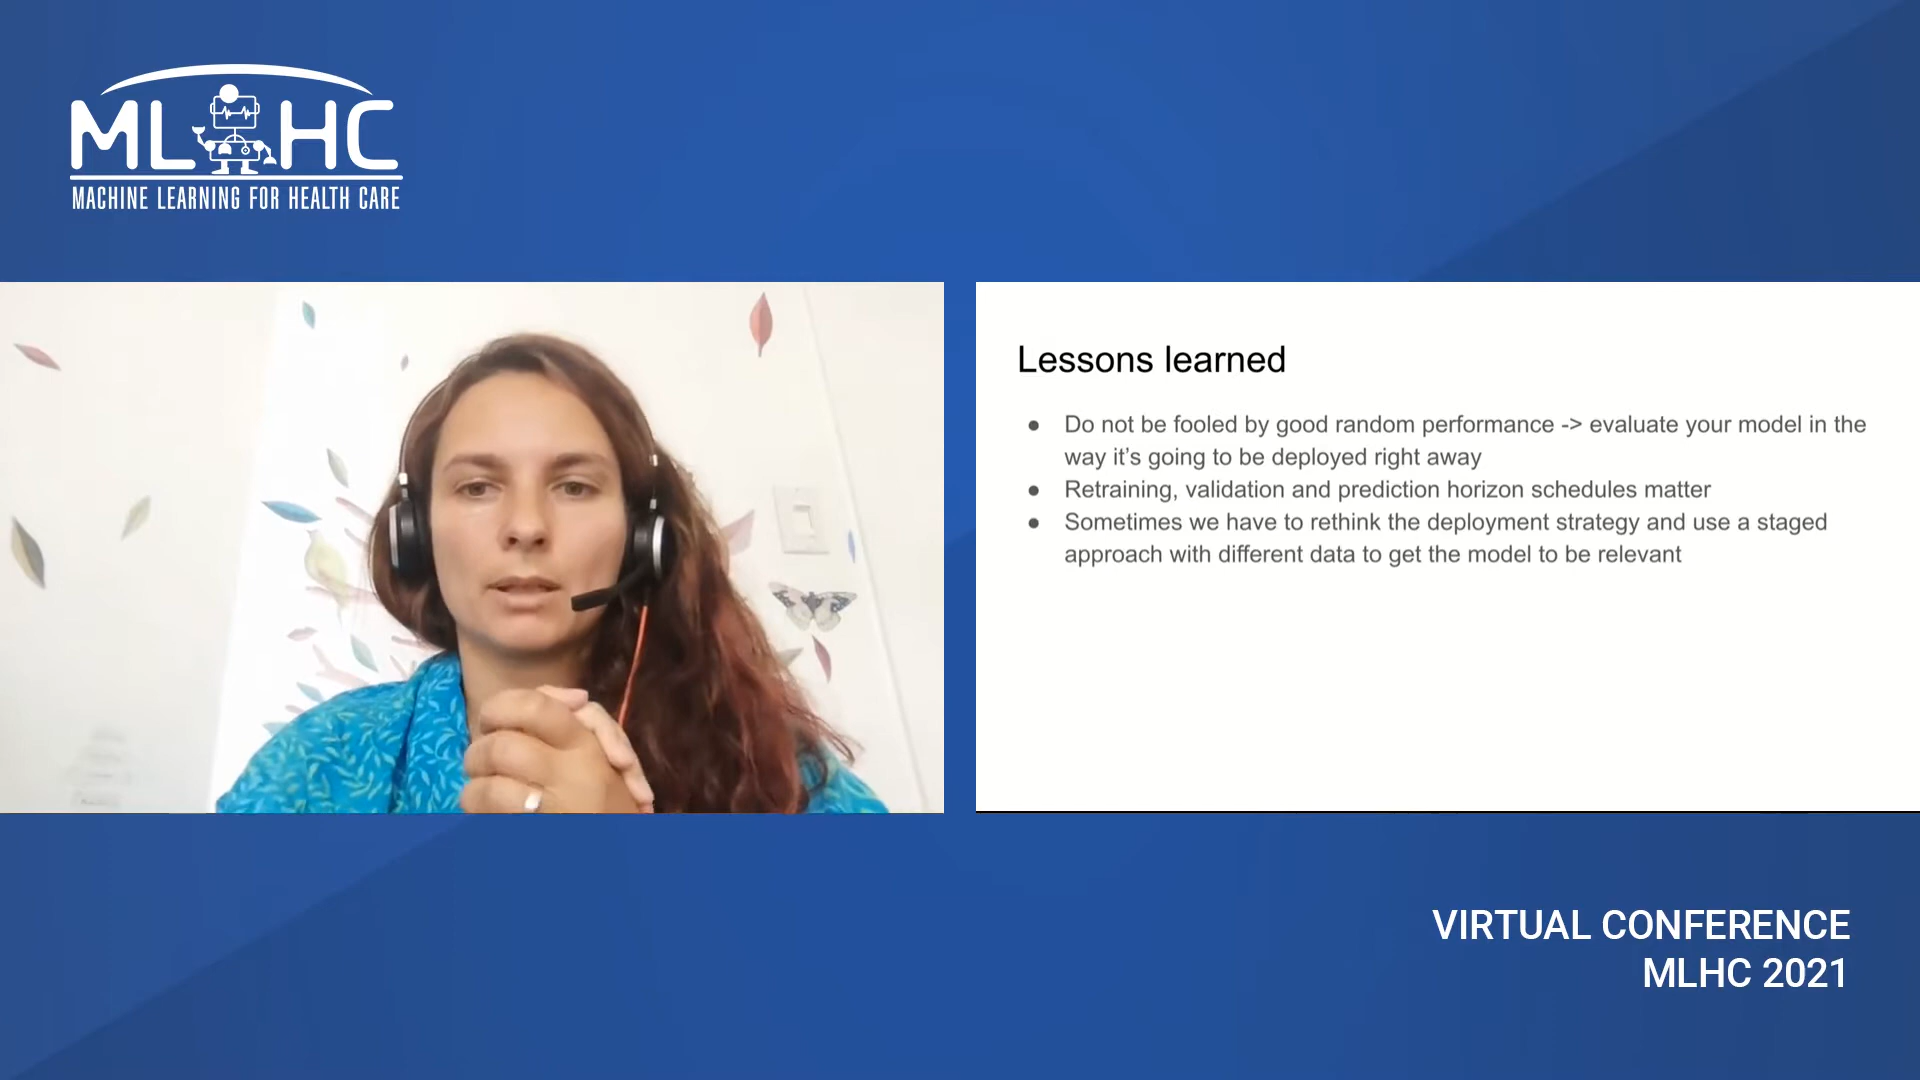 ML HC
MACHINE LEARNING FOR HEALTH CARE
Lessons learned
● Do not be fooled by good random performance -> evaluate your model in the
way it's going to be deployed right away
● Retraining, validation and prediction horizon schedules matter
● Sometimes we have to rethink the deployment strategy and use a staged
approach with different data to get the model to be relevant
VIRTUAL CONFERENCE
MLHC 2021